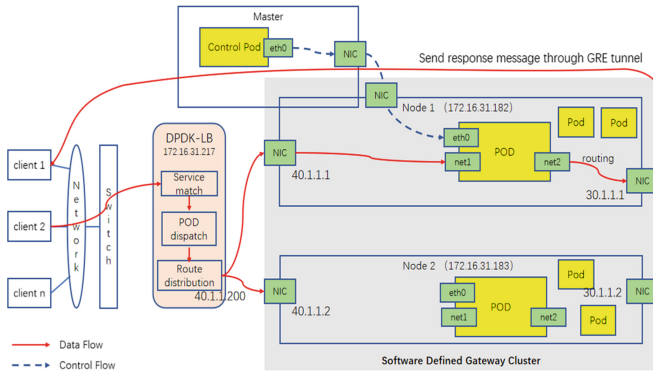 Master
Control Pod
eth0
NIC
Send response message through GRE tunnel
NIC
Node 1 （172.16.31.182）
Pod
Pod
eth0
POD
net1
net2
routing
NIC
40.1.1.1
NIC
30.1.1.1
DPDK-LB
172.16.31.217
Service
match
POD
dispatch
Route
distribution
40.1.1.200
client 1
client 2
client n
Network
Switch
Node 2 （172.16.31.183）
Pod
30.1.1.2
NIC
eth0
POD
net1
net2
Pod
NIC
40.1.1.2
Data Flow
Control Flow
Software Defined Gateway Cluster